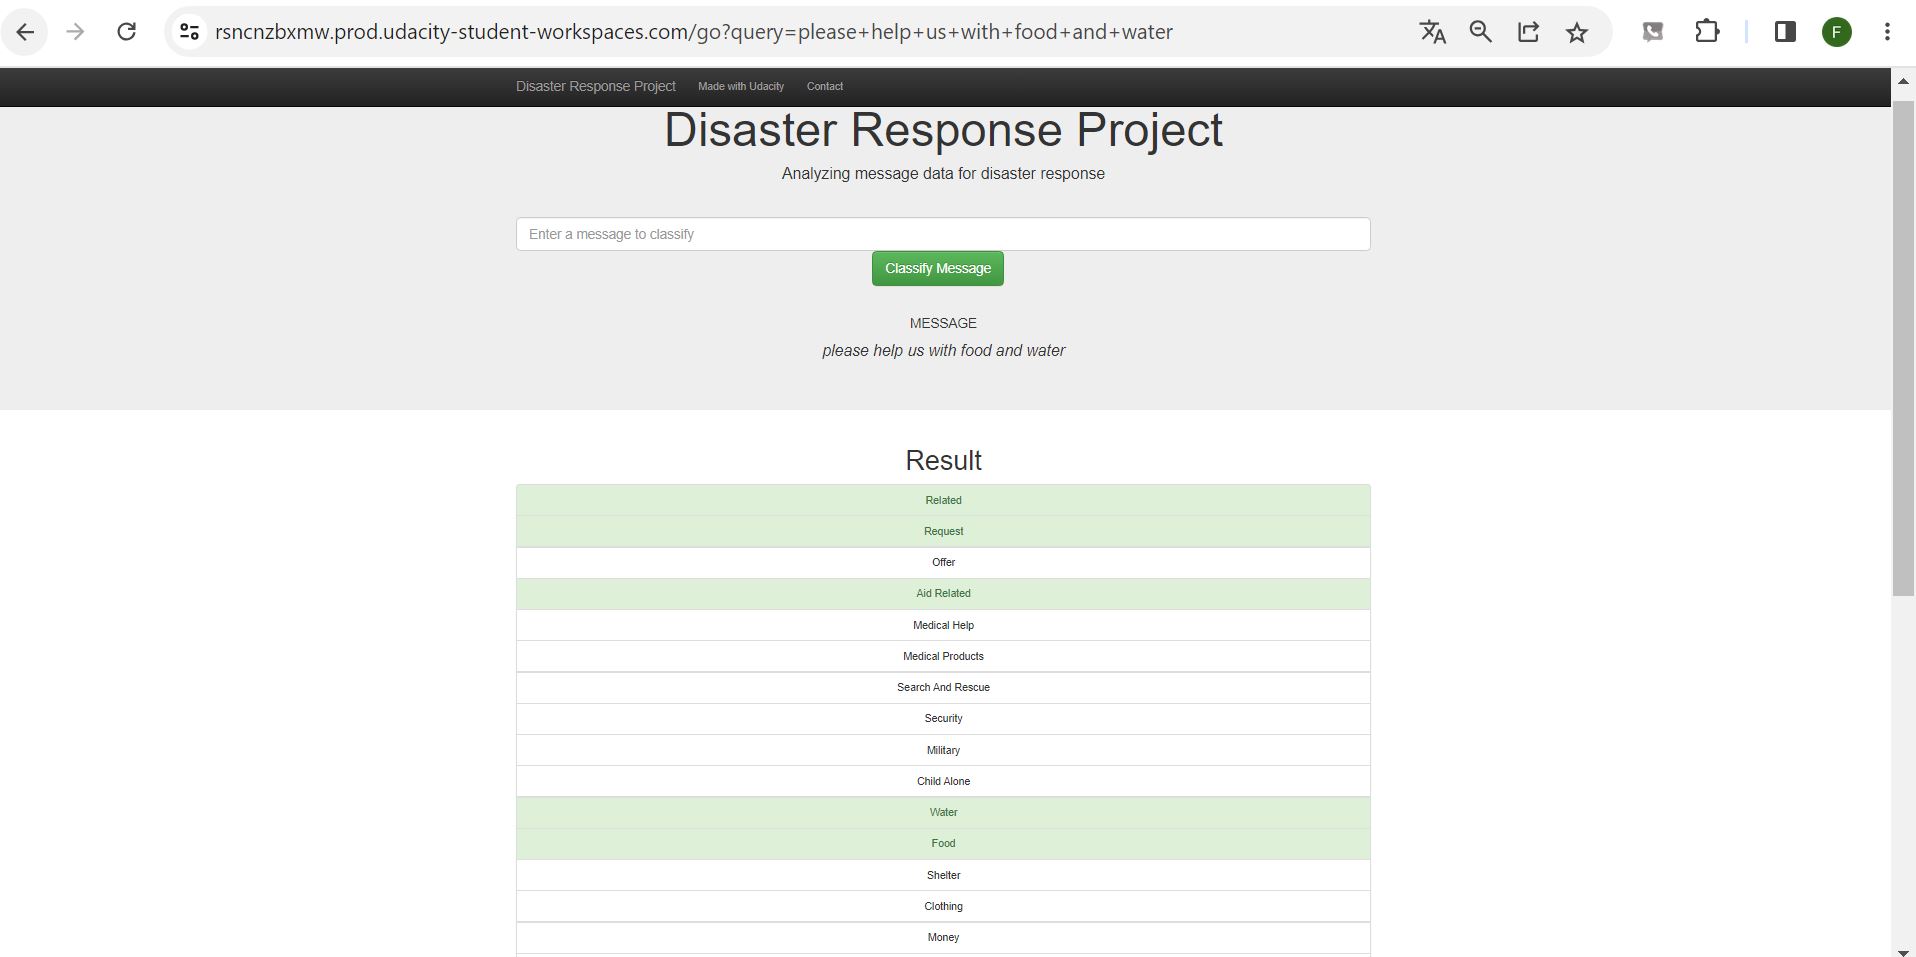 rsncnzbxmw.prod.udacity-student-workspaces.com/go?query=please+help+us+with+food+and+water
F
Disaster Response Project Made with Udacity Contact
Disaster Response Project
Analyzing message data for disaster response
Enter a message to classify
Classify Message
MESSAGE
please help us with food and water
Result
Related
Request
Offer
Aid Related
Medical Help
Medical Products
Search And Rescue
Security
Military
Child Alone
Water
Food
Shelter
Clothing
Money